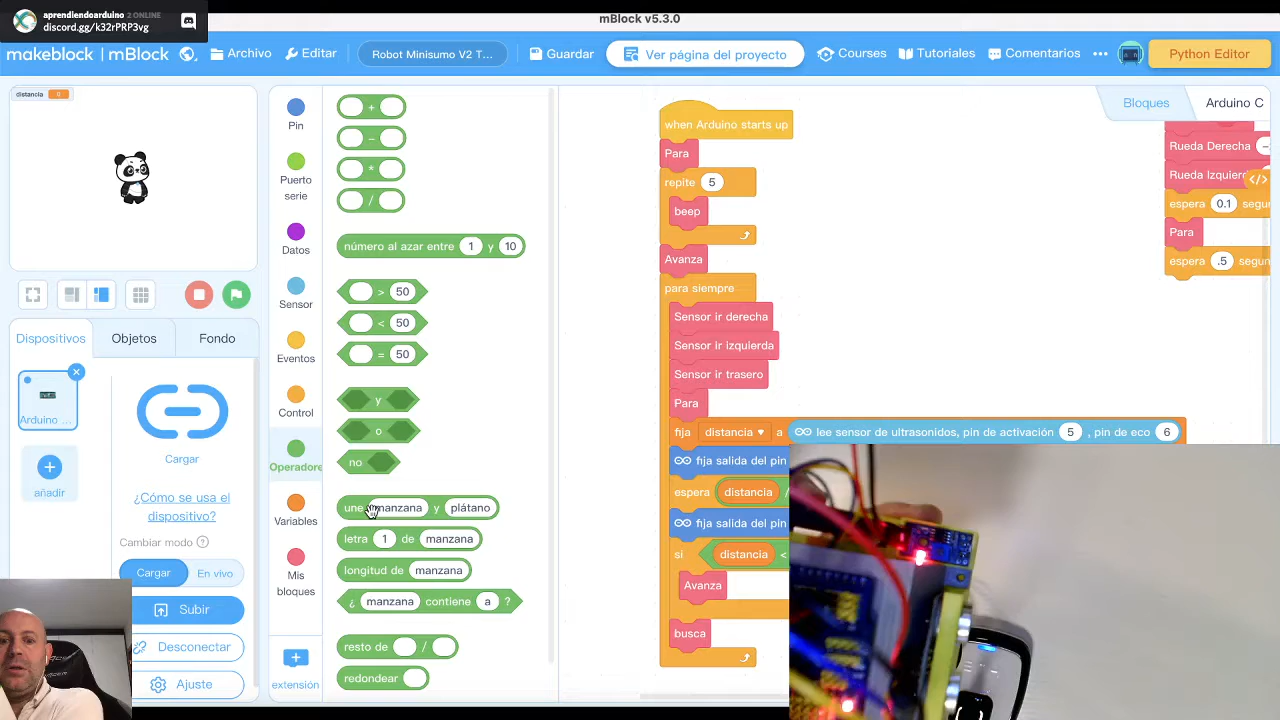 aprendiendoarduino 2 ONLINE
discord.gg/k32rPRP3vg
mBlock v5.3.0
makeblock | mBlock
Archivo
Editar
Robot Minisumo V2 T...
Guardar
Ver página del proyecto
Courses
Tutoriales
Comentarios
Python Editor
distancia
Pin
Puerto
serie
Datos
Sensor
Eventos
Control
Operadore
Variables
Mis
bloques
extensión
+
-
*
/
número al azar entre 1 y 10
> 50
< 50
= 50
y
o
no
une manzana y plátano
letra 1 de manzana
longitud de manzana
¿ manzana contiene a ?
resto de /
redondear
when Arduino starts up
Para
repite 5
beep
Avanza
para siempre
Sensor ir derecha
Sensor ir izquierda
Sensor ir trasero
Para
fija distancia a lee sensor de ultrasonidos, pin de activación 5 , pin de eco 6
fija salida del pin
espera distancia /
fija salida del pin
si distancia <
Avanza
busca
Bloques
Arduino C
Rueda Derecha
Rueda Izquier
espera 0.1 segu
Para
espera .5 segun
Dispositivos
Objetos
Fondo
Arduino ...
añadir
Cargar
¿Cómo se usa el
dispositivo?
Cambiar modo
Cargar
En vivo
Subir
Desconectar
Ajuste